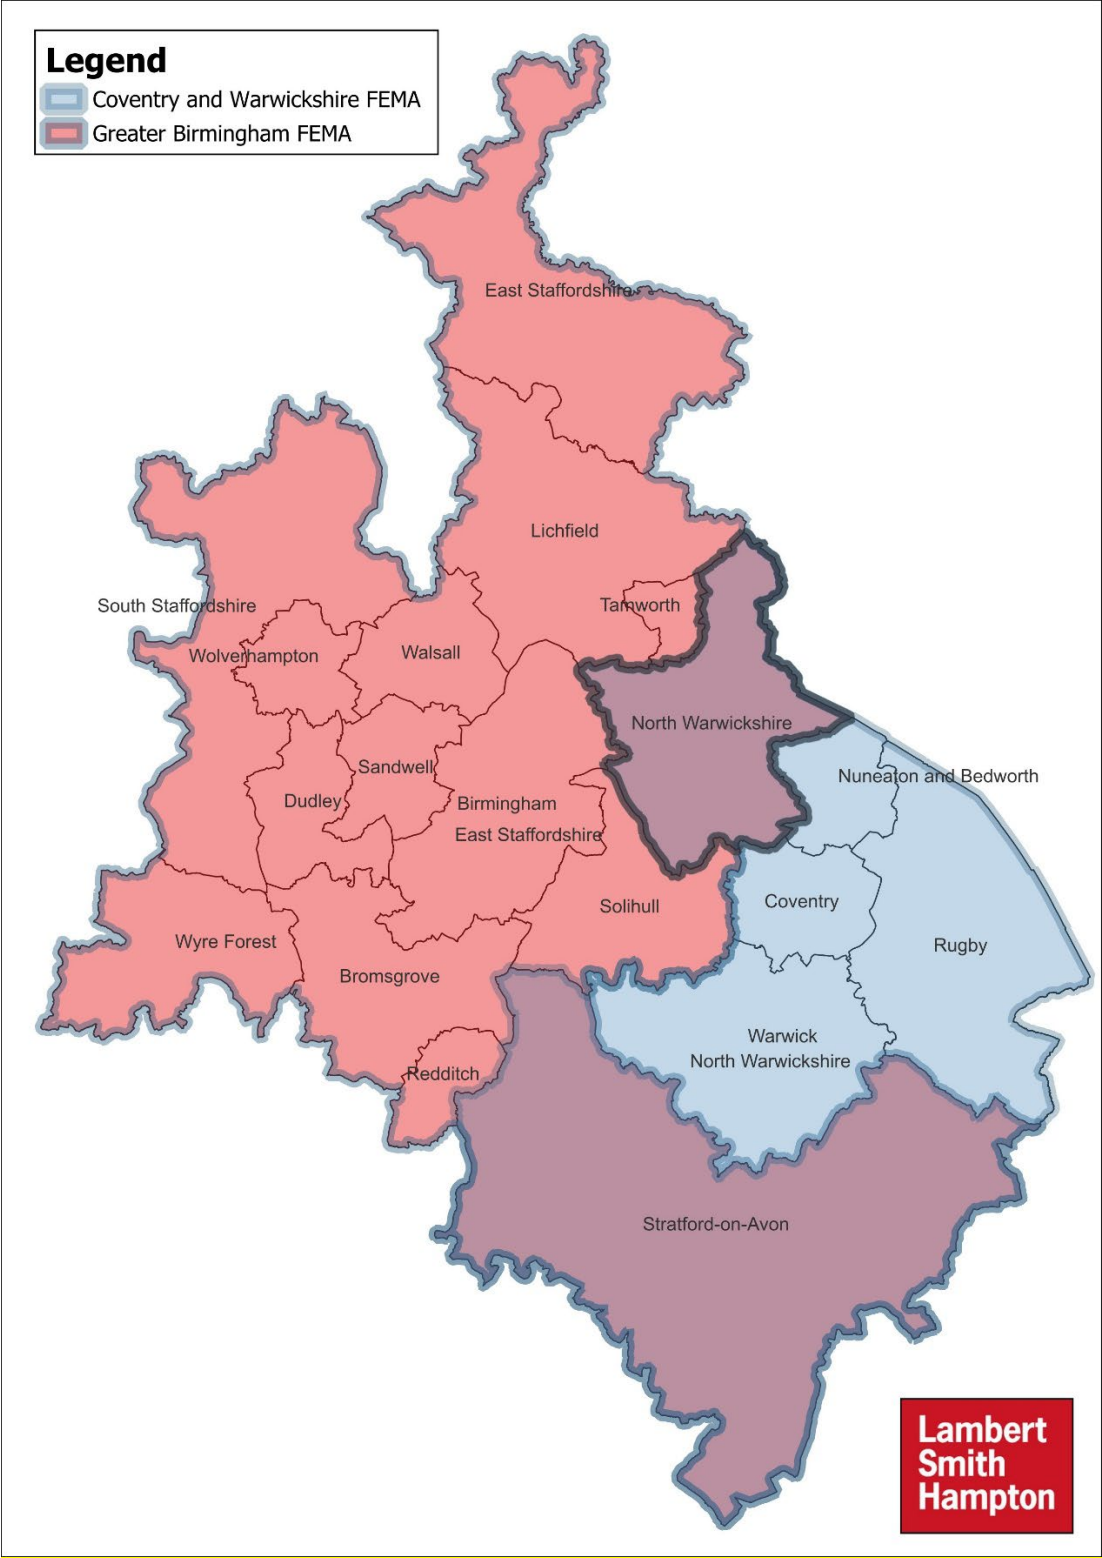 Legend
Coventry and Warwickshire FEMA
Greater Birmingham FEMA
East Staffordshire
Lichfield
South Staffordshire
Tamworth
Wolverhampton
Walsall
North Warwickshire
Sandwell
Nuneaton and Bedworth
Dudley
Birmingham
East Staffordshire
Coventry
Solihull
Wyre Forest
Rugby
Bromsgrove
Warwick
North Warwickshire
Redditch
Stratford-on-Avon
Lambert
Smith
Hampton